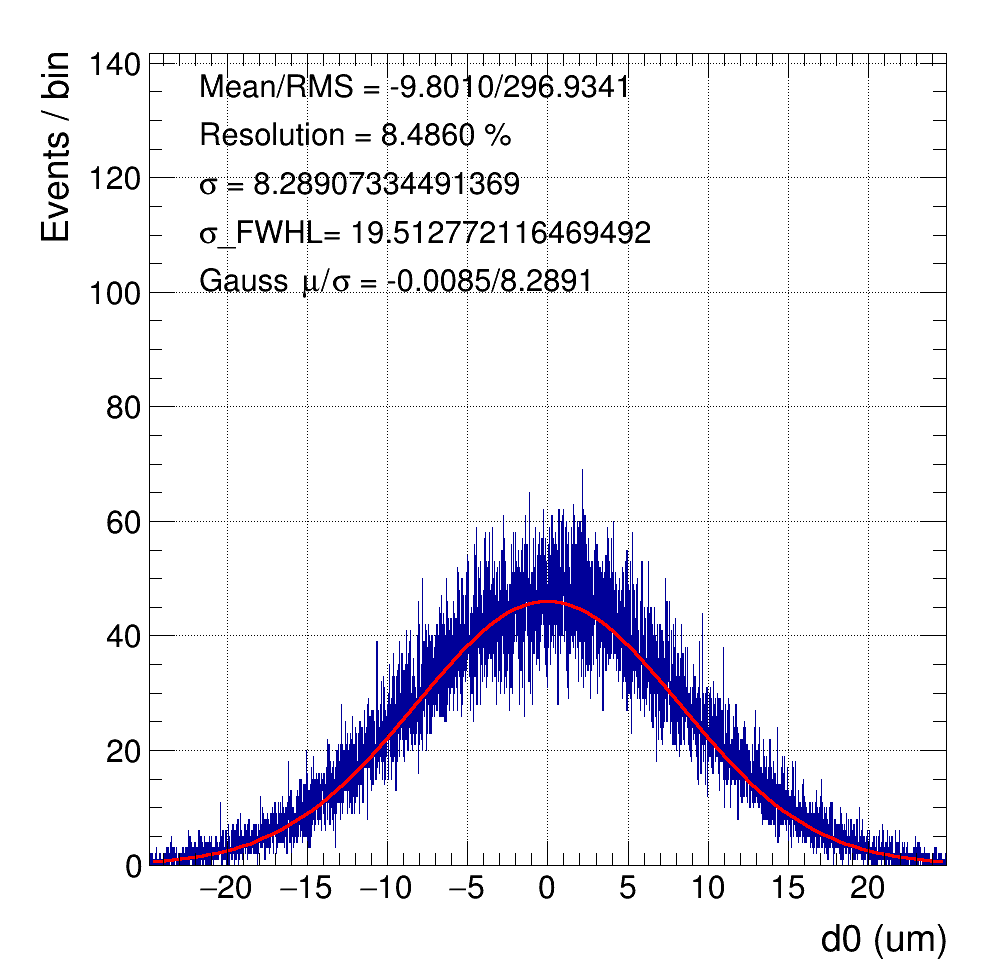 Events / bin
140
120
100
80
60
40
20
0
Mean/RMS = -9.8010/296.9341
Resolution = 8.4860 %
σ = 8.28907334491369
σ_FWHL= 19.512772116469492
Gauss μ/σ = -0.0085/8.2891
−20 −15 −10 −5 0 5 10 15 20
d0 (um)